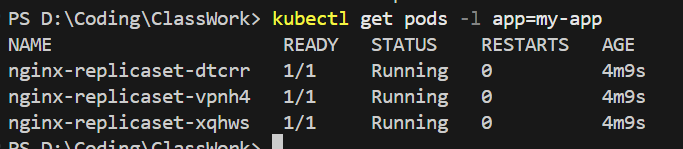 PS D:\Coding\ClassWork> kubectl get pods -l app=my-app
NAME READY STATUS RESTARTS AGE
nginx-replicaset-dtcrr 1/1 Running 0 4m9s
nginx-replicaset-vpnh4 1/1 Running 0 4m9s
nginx-replicaset-xqhws 1/1 Running 0 4m9s
PS D:\Coding\ClassWork>